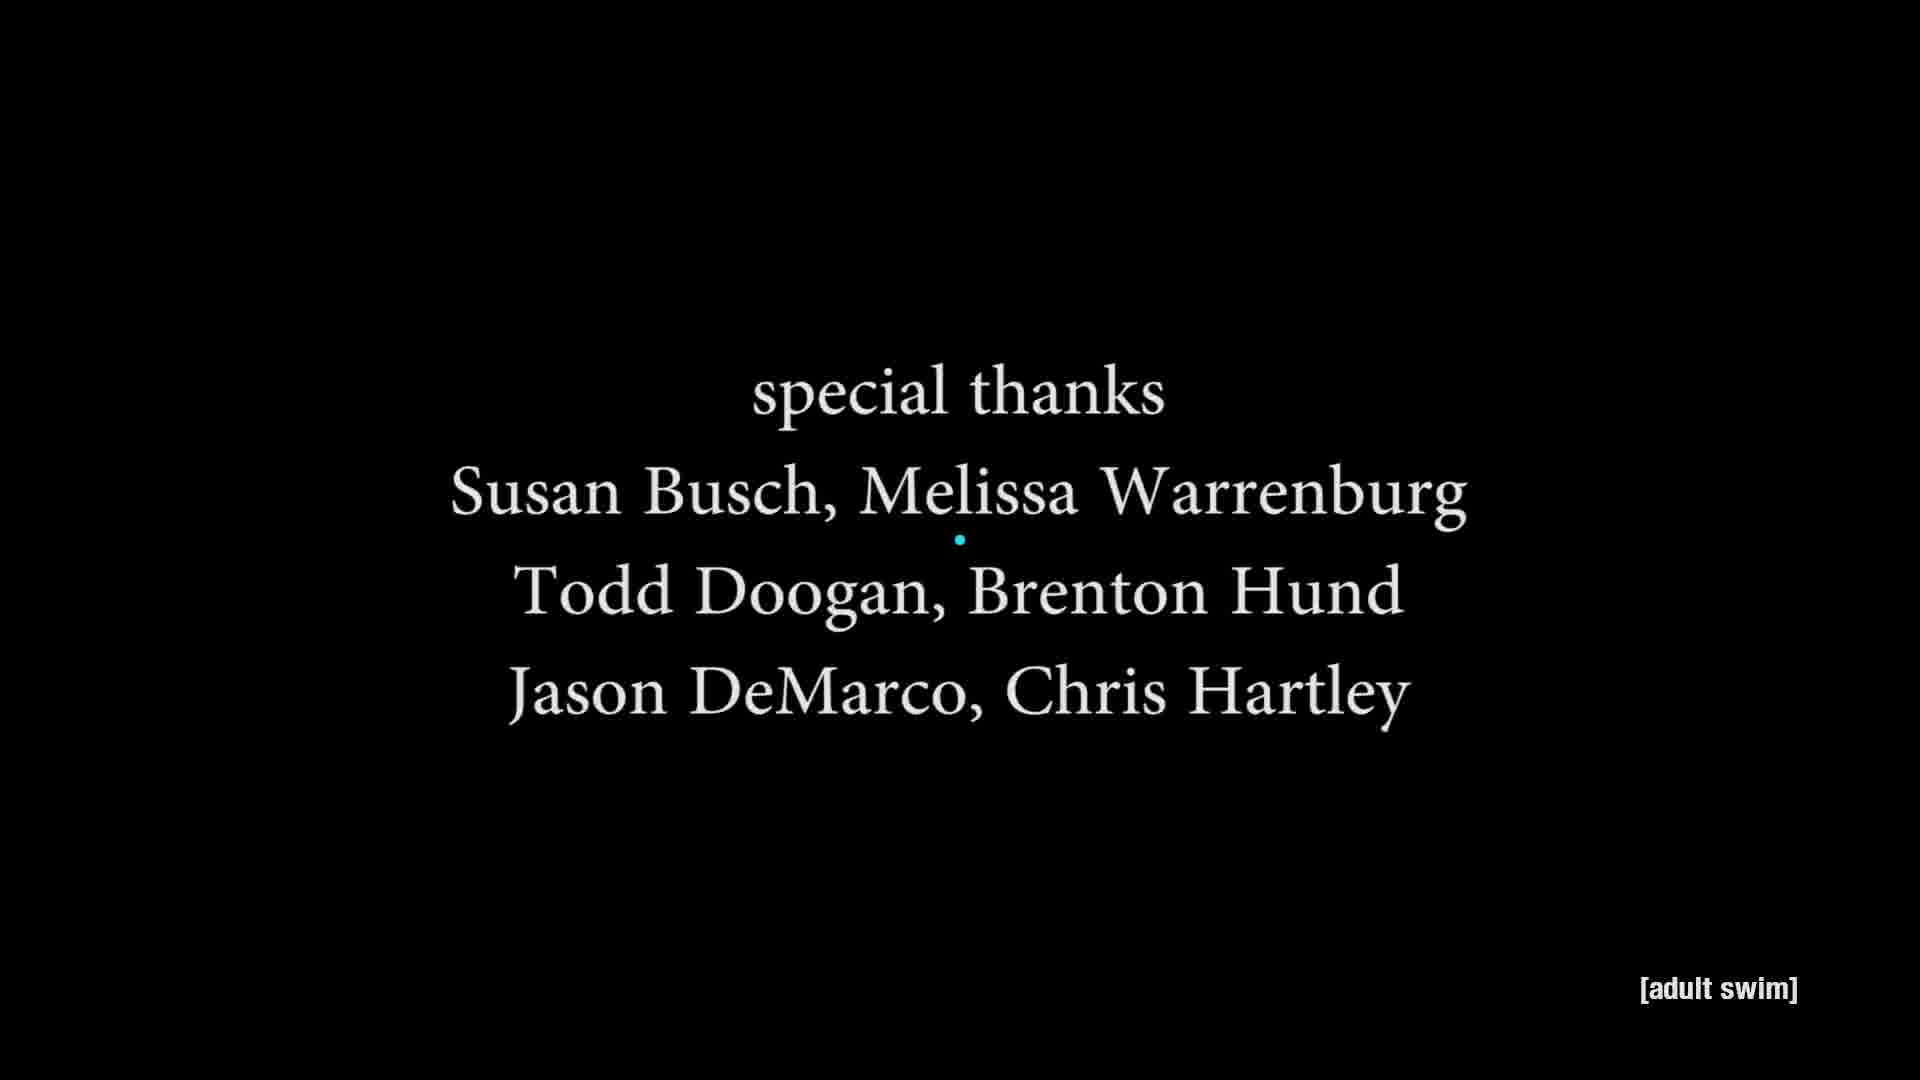 special thanks
Susan Busch, Melissa Warrenburg
Todd Doogan, Brenton Hund
Jason DeMarco, Chris Hartley
[adult swim]